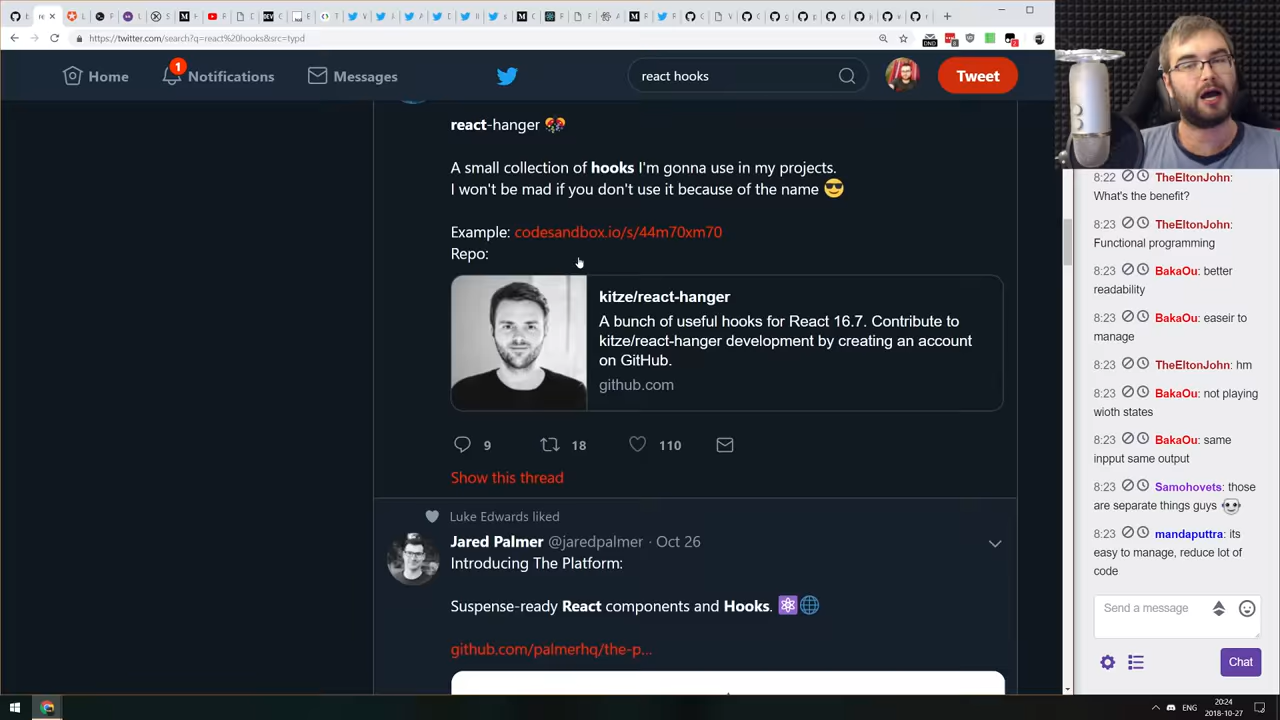 https://twitter.com/search?q=react%20hooks&src=typd
DND
8
2
Home
1
Notifications
Messages
react hooks
Tweet
react-hanger 🎊
A small collection of hooks I'm gonna use in my projects.
I won't be mad if you don't use it because of the name 😎
Example: codesandbox.io/s/44m70xm70
Repo:
kitze/react-hanger
A bunch of useful hooks for React 16.7. Contribute to
kitze/react-hanger development by creating an account
on GitHub.
github.com
9
18
110
Show this thread
Luke Edwards liked
Jared Palmer @jaredpalmer · Oct 26
Introducing The Platform:
Suspense-ready React components and Hooks. ⚛️🌐
github.com/palmerhq/the-p...
8:22 TheEltonJohn:
What's the benefit?
8:23 TheEltonJohn:
Functional programming
8:23 BakaOu: better
readability
8:23 BakaOu: easeir to
manage
8:23 TheEltonJohn: hm
8:23 BakaOu: not playing
wioth states
8:23 BakaOu: same
inpput same output
8:23 Samohovets: those
are separate things guys
8:23 mandaputtra: its
easy to manage, reduce lot of
code
Send a message
Chat
ENG
20:24
2018-10-27